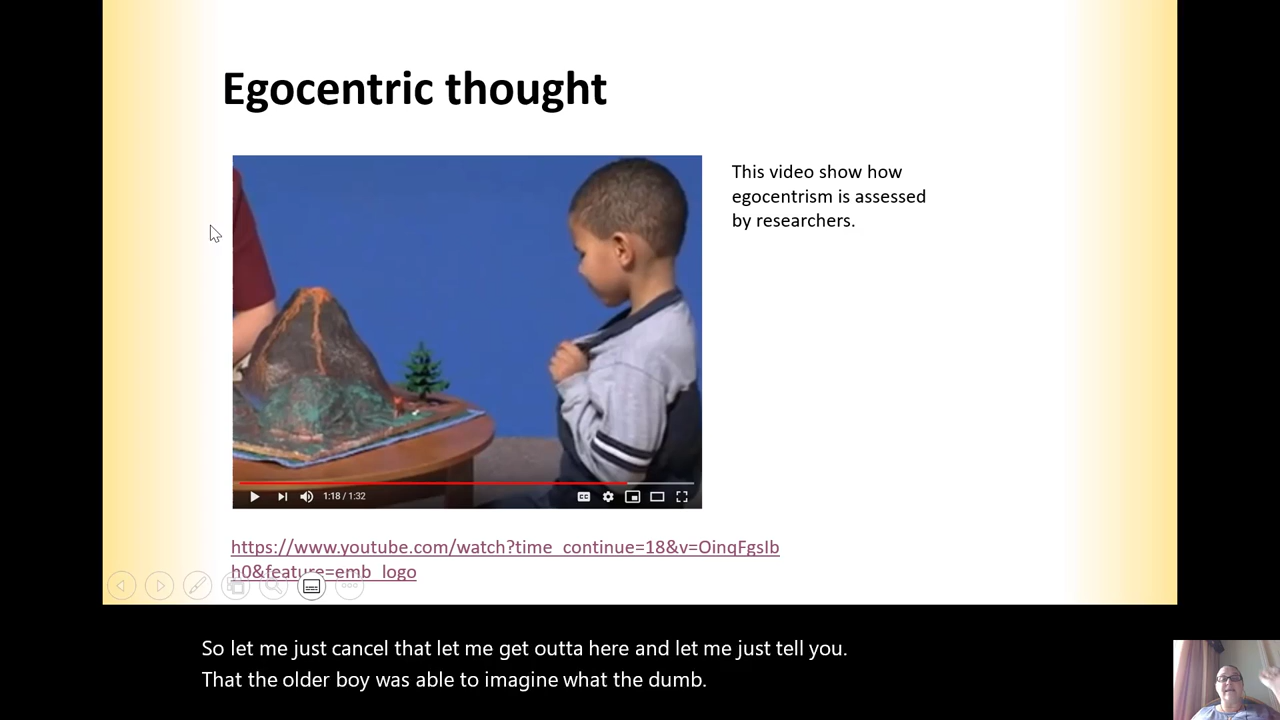 Egocentric thought
This video show how
egocentrism is assessed
by researchers.
1:18 / 1:32
CC
https://www.youtube.com/watch?time_continue=18&v=OinqFgsIb
h0&feature=emb_logo
So let me just cancel that let me get outta here and let me just tell you.
That the older boy was able to imagine what the dumb.